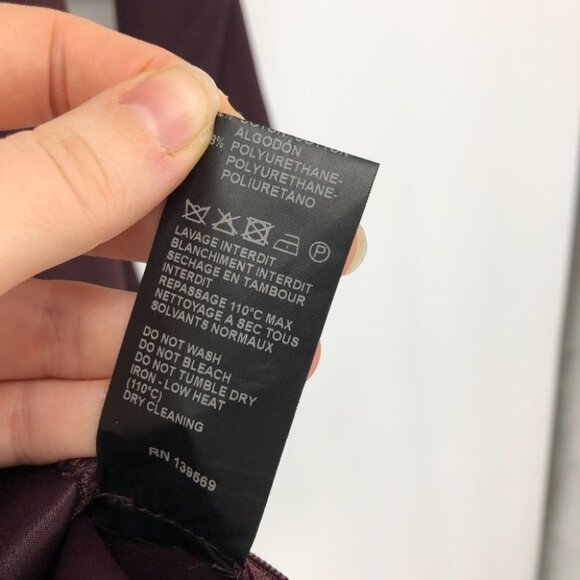 ALGODÓN
3% POLYURETHANE-
POLYURETHANE-
POLIURETANO
P
LAVAGE INTERDIT
BLANCHIMENT INTERDIT
SECHAGE EN TAMBOUR
INTERDIT
REPASSAGE 110°C MAX
NETTOYAGE A SEC TOUS
SOLVANTS NORMAUX
DO NOT WASH
DO NOT BLEACH
DO NOT TUMBLE DRY
IRON - LOW HEAT
(110°C)
DRY CLEANING
RN 139569